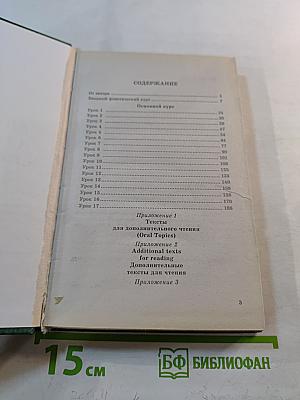 СОДЕРЖАНИЕ
От автора 5
Вводный фонетический курс 7
Основной курс
Урок 1
Урок 2
Урок 3
Урок 4
Урок 5
Урок 6
Урок 7
Урок 8
Урок 9
Урок 10
Урок 11
Урок 12
Урок 13
Урок 14
Урок 15
Урок 16 170
Урок 17
Приложение 1
Тексты
для дополнительного чтения
(Oral Topics)
Приложение 2
Additional texts
for reading
Дополнительные
тексты для чтения
Приложение 3
3
15 см
БФ БИБЛИОФАН